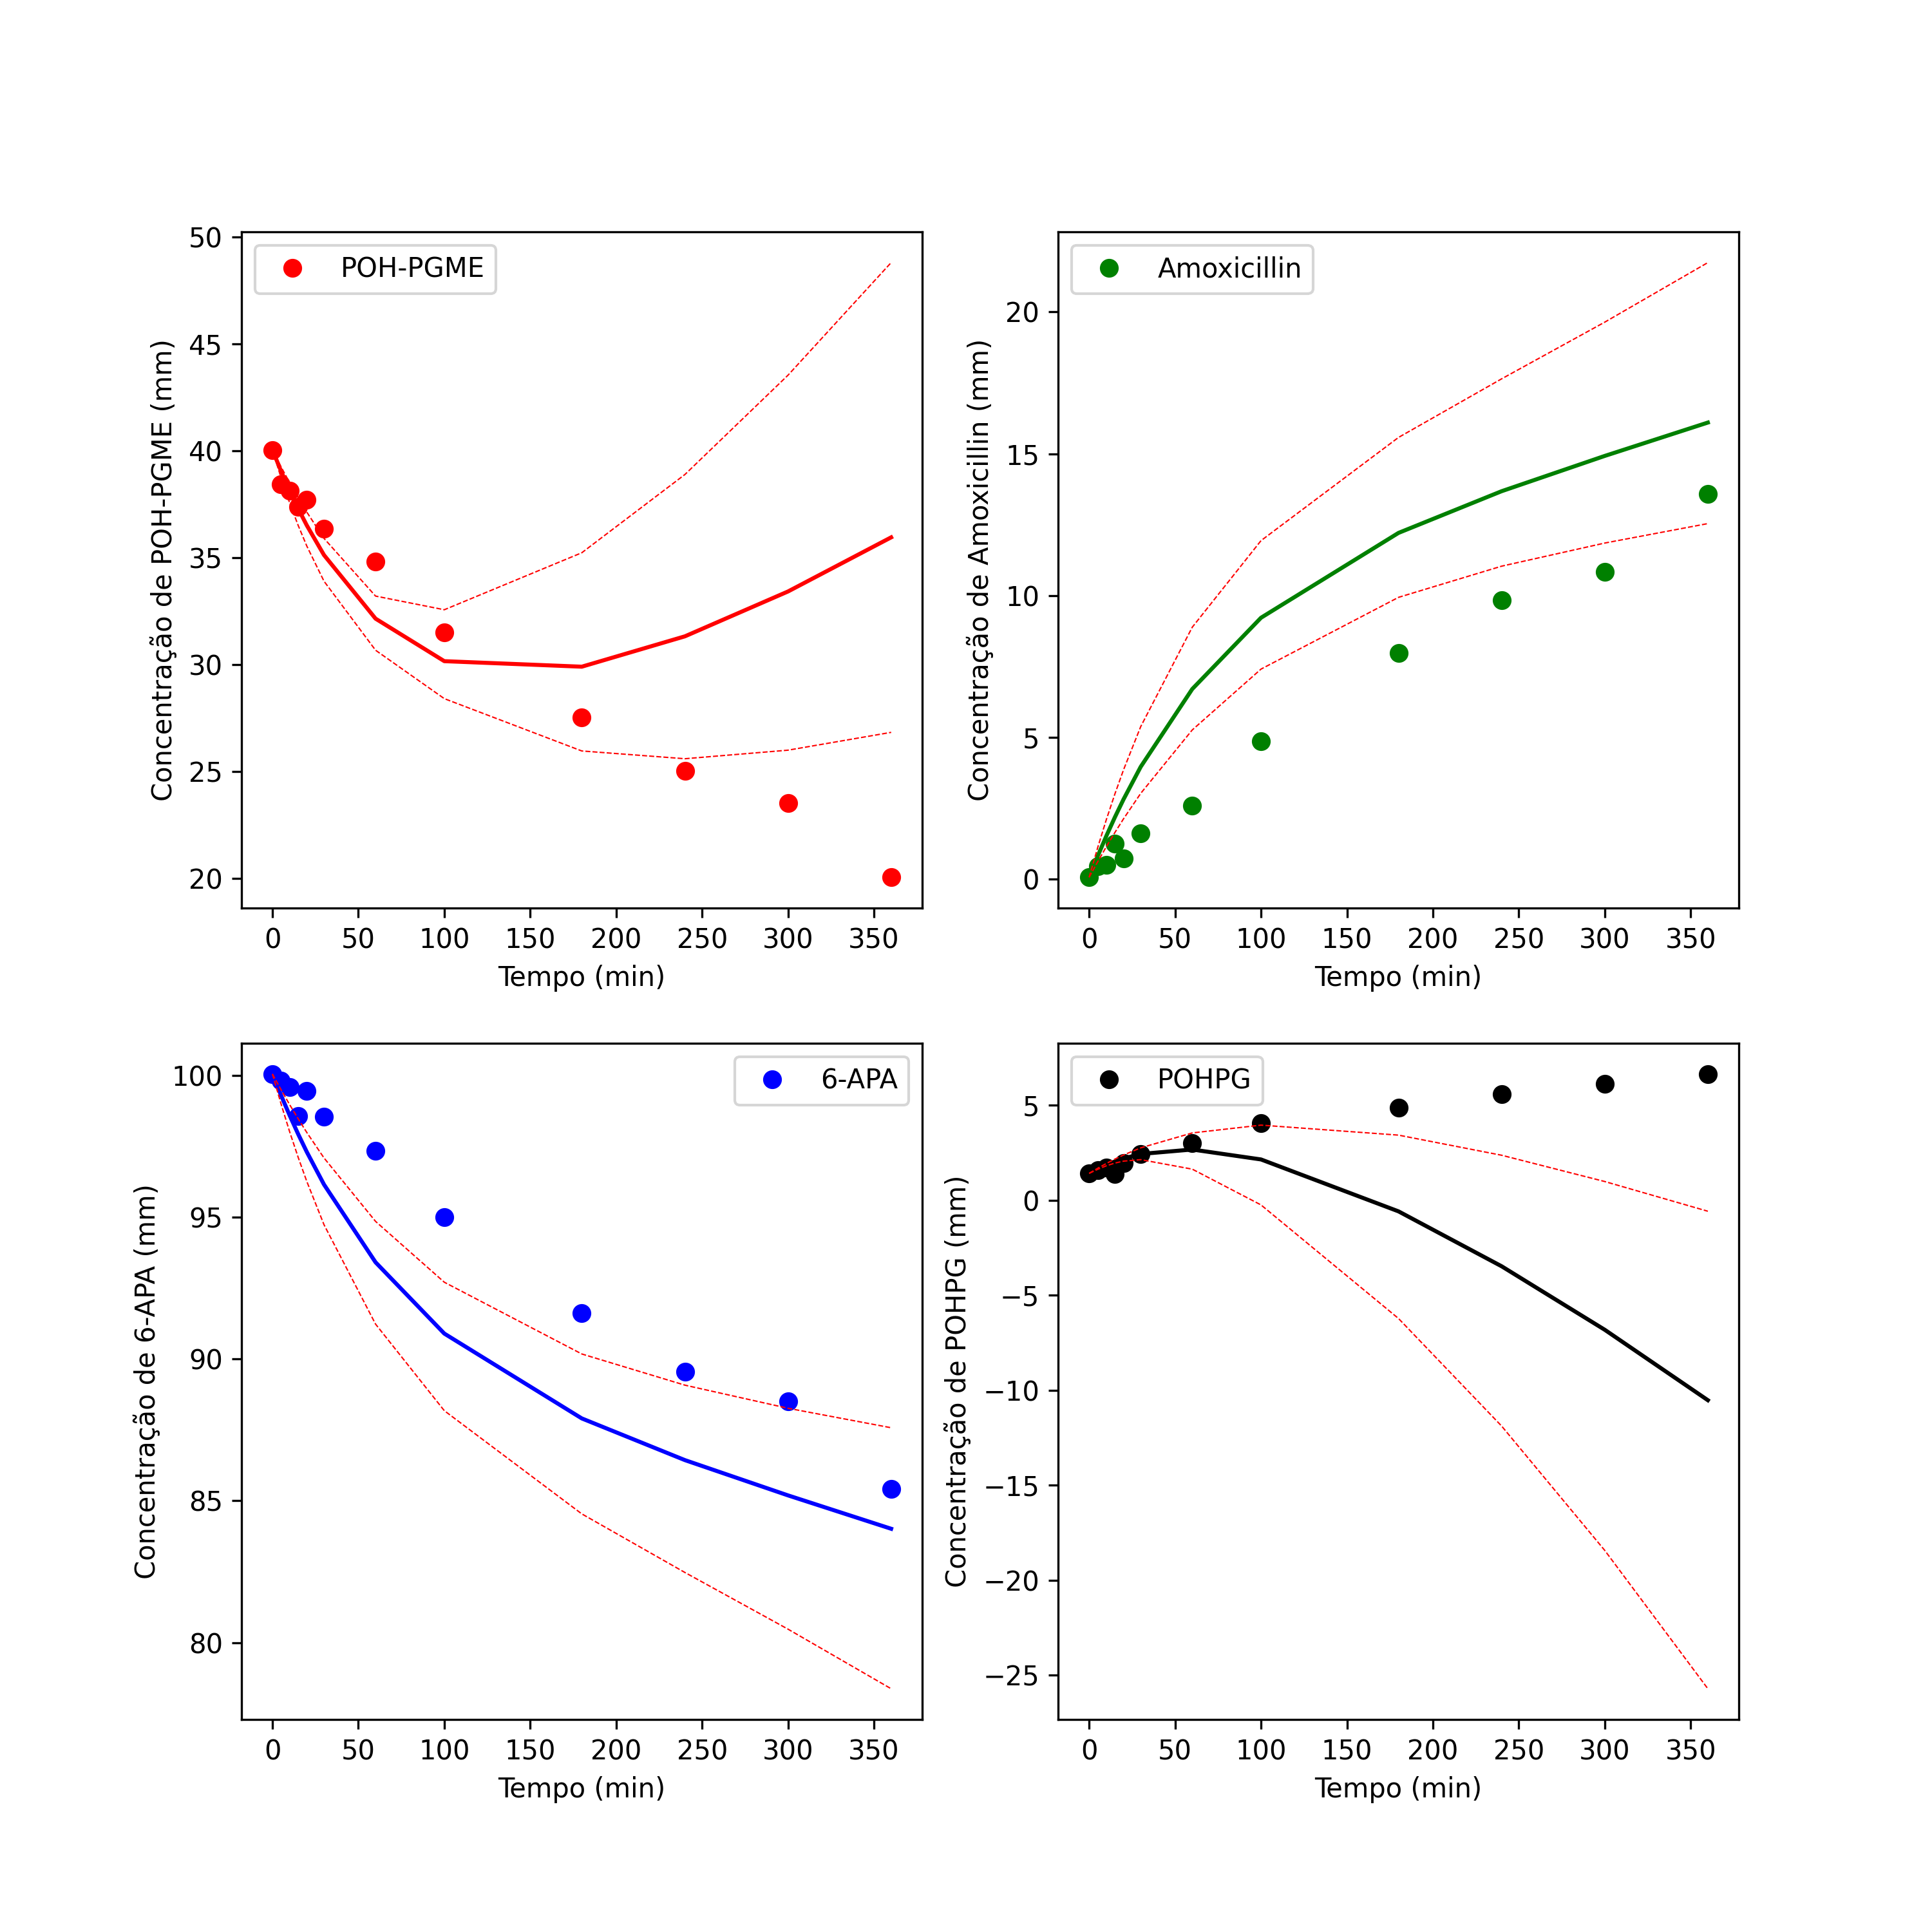 POH-PGME
Concentração de POH-PGME (mm)
50
45
40
35
30
25
20
0 50 100 150 200 250 300 350
Tempo (min)
Amoxicillin
Concentração de Amoxicillin (mm)
20
15
10
5
0
0 50 100 150 200 250 300 350
Tempo (min)
6-APA
Concentração de 6-APA (mm)
100
95
90
85
80
0 50 100 150 200 250 300 350
Tempo (min)
POHPG
Concentração de POHPG (mm)
5
0
−5
−10
−15
−20
−25
0 50 100 150 200 250 300 350
Tempo (min)